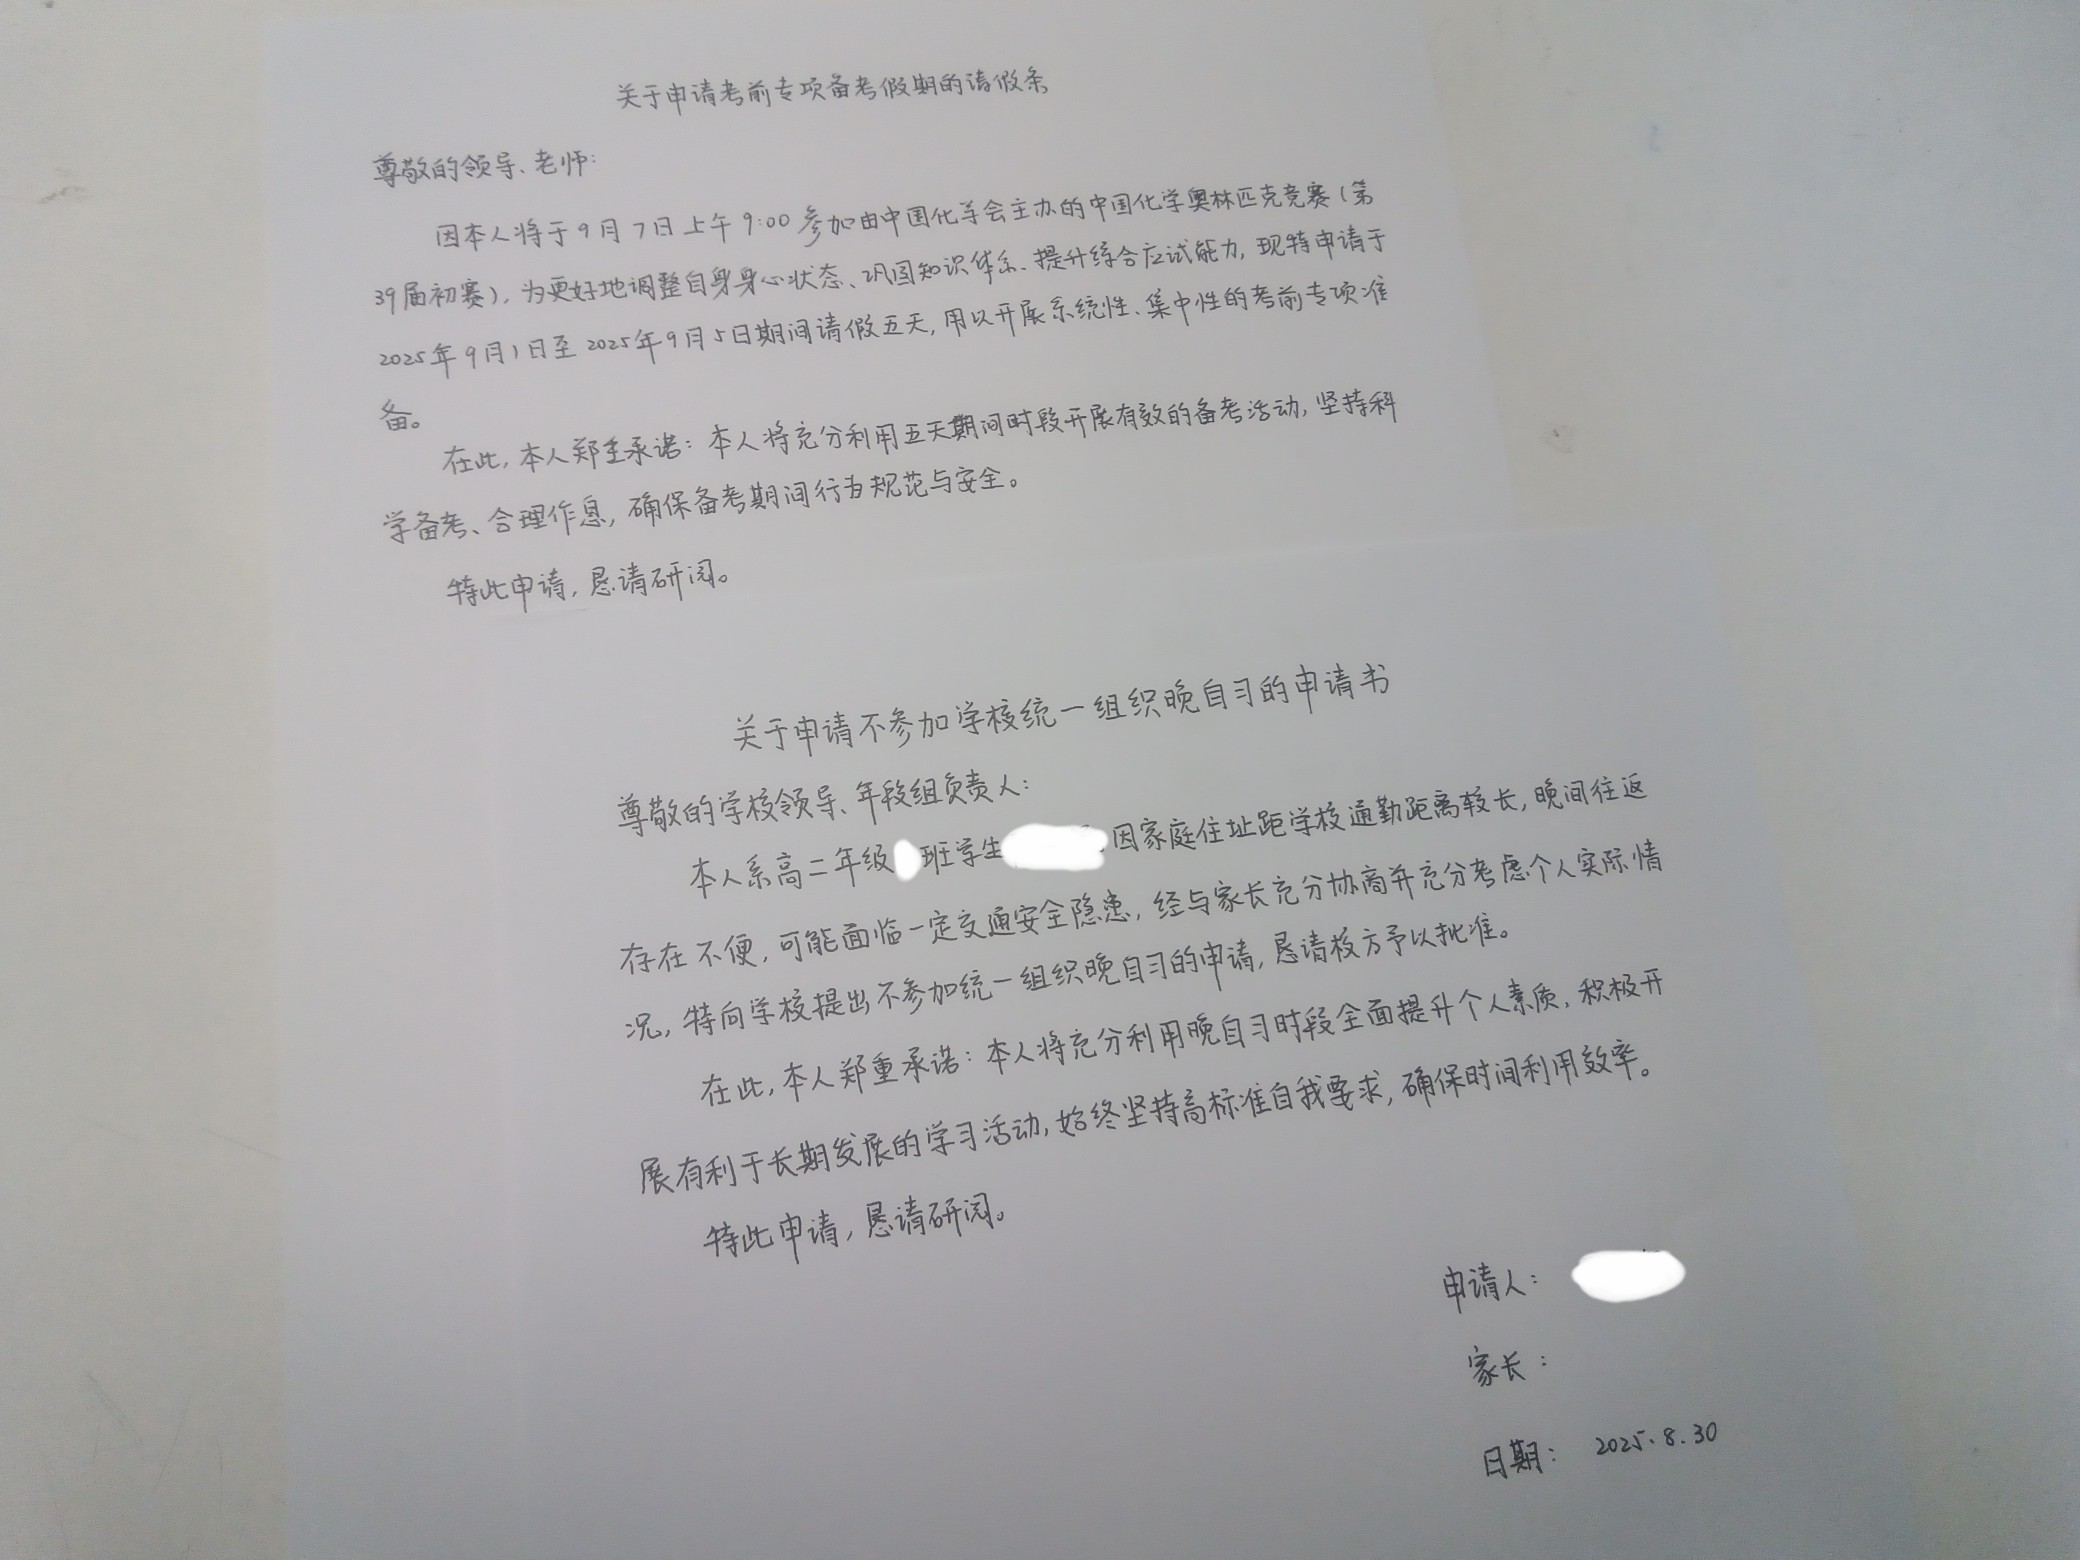 关于申请考前专项备考假期的请假条
尊敬的领导、老师：
因本人将于9月7日上午9:00参加由中国化学会主办的中国化学奥林匹克竞赛（第
39届初赛），为更好地调整自身身心状态、巩固知识体系、提升综合应试能力，现特申请于
2025年9月1日至2025年9月5日期间请假五天，用以开展系统性、集中性的考前专项准
备。
在此，本人郑重承诺：本人将充分利用五天期间时段开展有效的备考活动，坚持科
学备考、合理作息，确保备考期间行为规范与安全。
特此申请，恳请研阅。
关于申请不参加学校统一组织晚自习的申请书
尊敬的学校领导、年段组负责人：
本人系高二年级 班学生 因家庭住址距学校通勤距离较长，晚间往返
存在不便，可能面临一定交通安全隐患，经与家长充分协商并充分考虑个人实际情
况，特向学校提出不参加统一组织晚自习的申请，恳请校方予以批准。
在此，本人郑重承诺：本人将充分利用晚自习时段全面提升个人素质，积极开
展有利于长期发展的学习活动，始终坚持高标准自我要求，确保时间利用效率。
特此申请，恳请研阅。
申请人：
家长：
日期： 2025.8.30